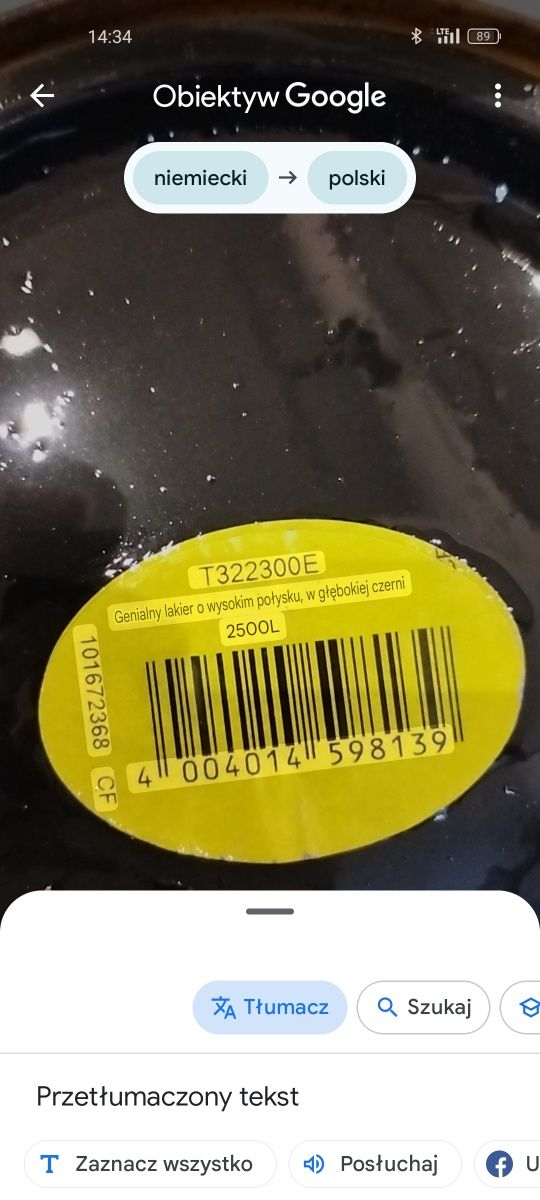 14:34
LTE
89
Obiektyw Google
niemiecki → polski
T322300E
Genialny lakier o wysokim połysku, w głębokiej czerni
2500L
101672368 CF
4 004014 598139
Tłumacz
Szukaj
Przetłumaczony tekst
Zaznacz wszystko
Posłuchaj
U